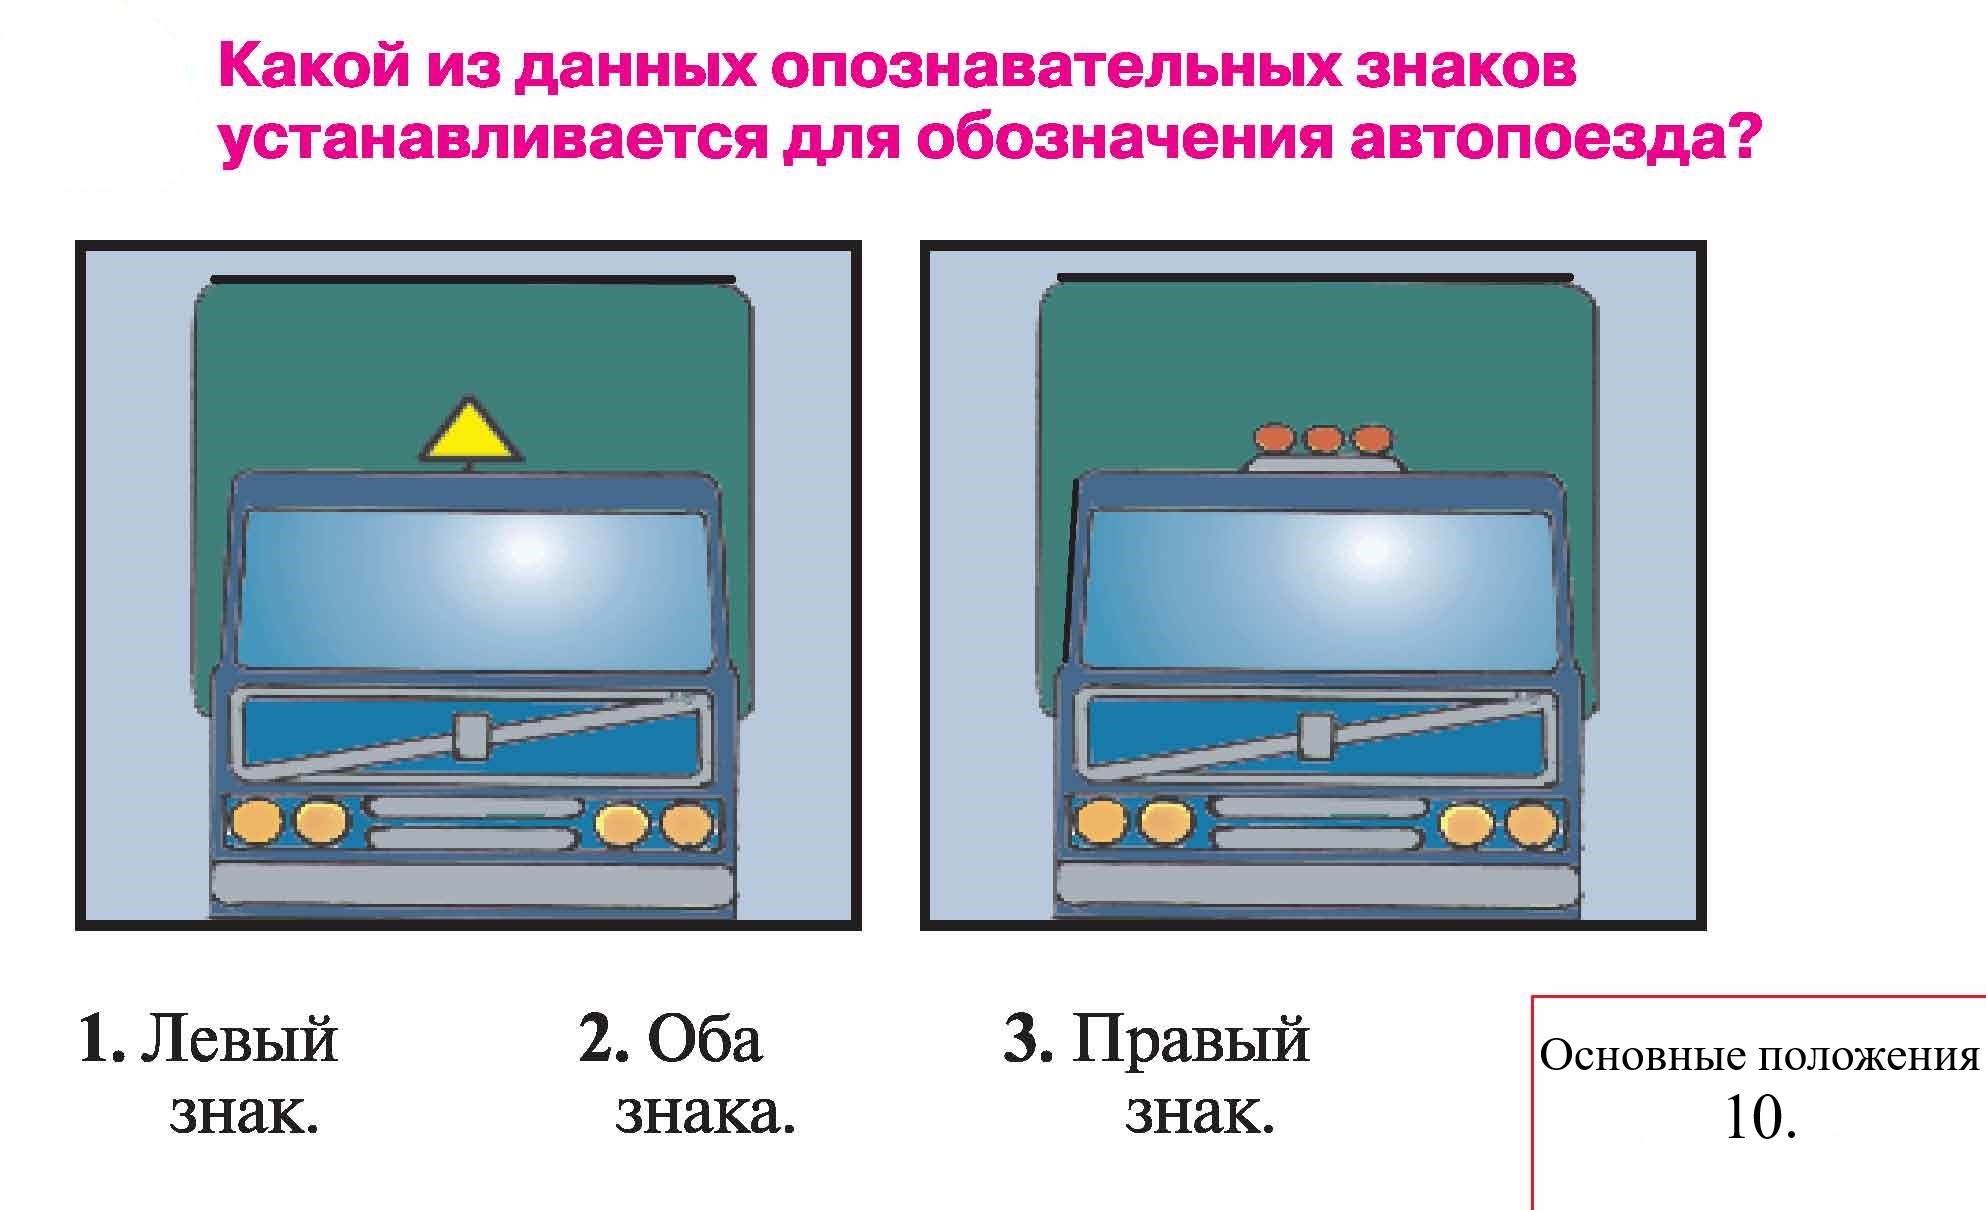 Какой из данных опознавательных знаков
устанавливается для обозначения автопоезда?
1. Левый
знак.
2. Оба
знака.
3. Правый
знак.
Основные положения
10.